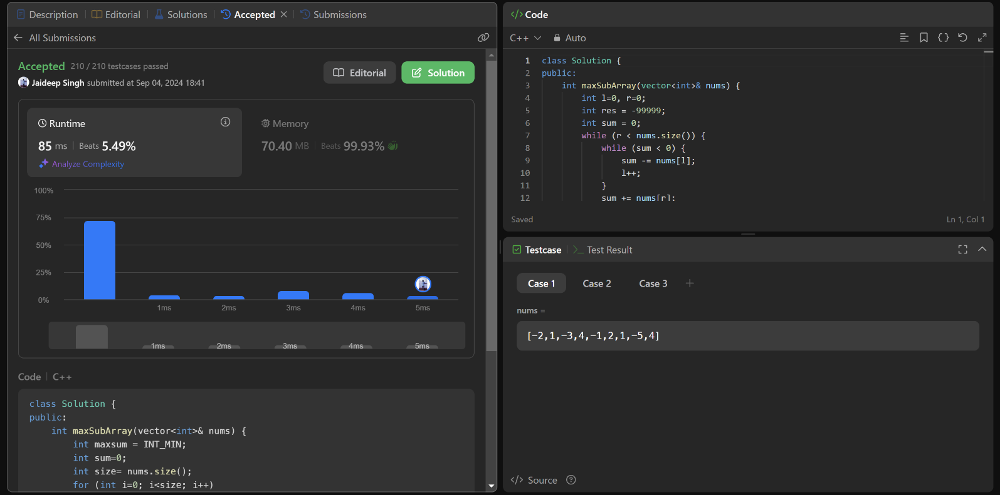 Description | Editorial | Solutions | Accepted | Submissions
All Submissions
Accepted 210 / 210 testcases passed
Jaideep Singh submitted at Sep 04, 2024 18:41
Editorial
Solution
Runtime
85 ms | Beats 5.49%
Analyze Complexity
Memory
70.40 MB | Beats 99.93%
100%
75%
50%
25%
0%
1ms 2ms 3ms 4ms 5ms
1ms 2ms 3ms 4ms 5ms
Code | C++
class Solution {
public:
    int maxSubArray(vector<int>& nums) {
        int maxsum = INT_MIN;
        int sum=0;
        int size= nums.size();
        for (int i=0; i<size; i++)
</> Code
C++ Auto
1 class Solution {
2 public:
3     int maxSubArray(vector<int>& nums) {
4         int l=0, r=0;
5         int res = -99999;
6         int sum = 0;
7         while (r < nums.size()) {
8             while (sum < 0) {
9                 sum -= nums[l];
10                 l++;
11             }
12             sum += nums[r];
Saved
Ln 1, Col 1
Testcase | >_ Test Result
Case 1 Case 2 Case 3 +
nums =
[-2,1,-3,4,-1,2,1,-5,4]
</> Source ?